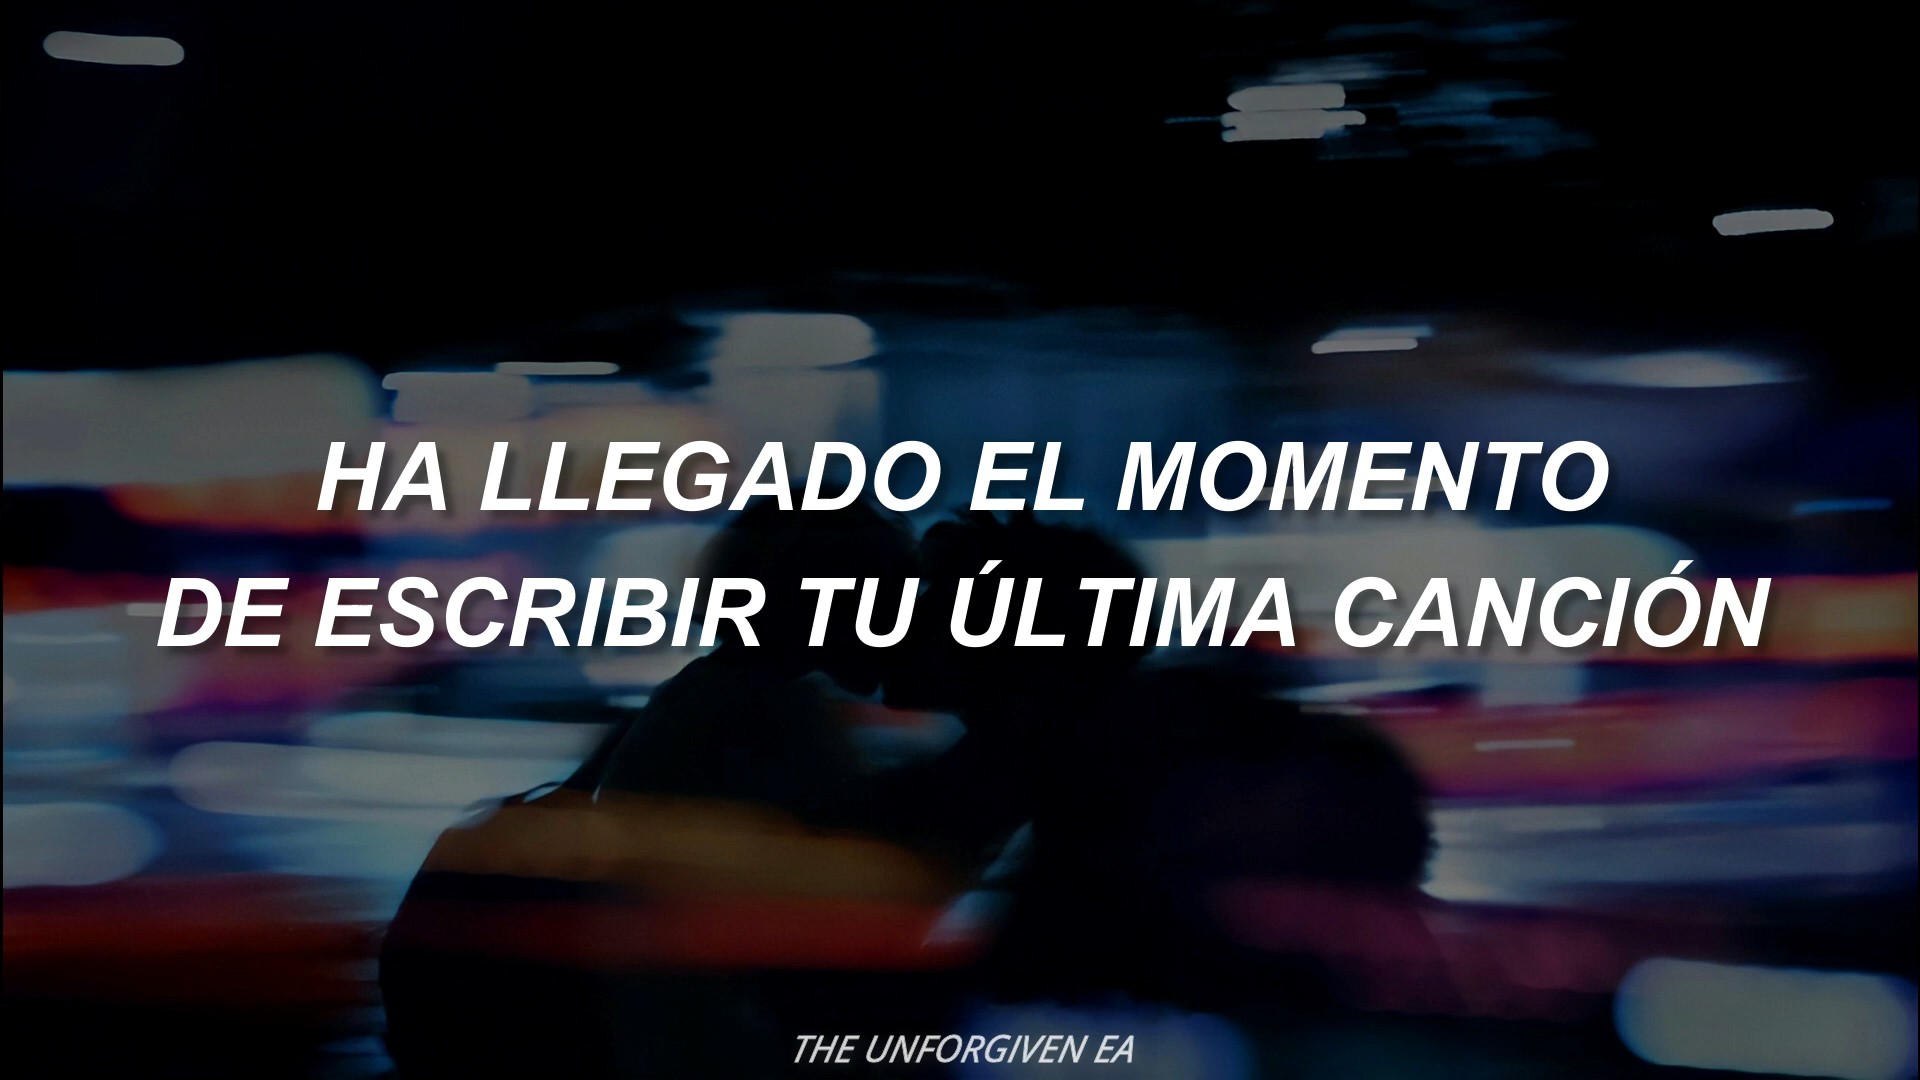 HA LLEGADO EL MOMENTO
DE ESCRIBIR TU ÚLTIMA CANCIÓN
THE UNFORGIVEN EA